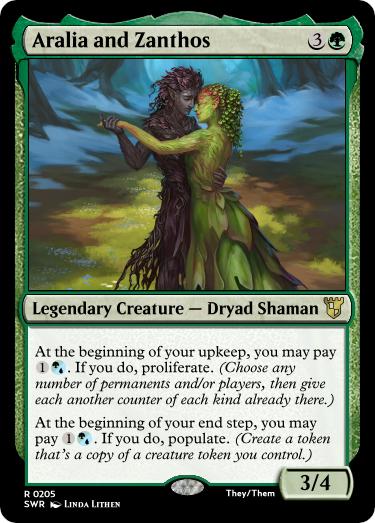 Aralia and Zanthos 3
Legendary Creature — Dryad Shaman
At the beginning of your upkeep, you may pay
1 . If you do, proliferate. (Choose any
number of permanents and/or players, then give
each another counter of each kind already there.)
At the beginning of your end step, you may
pay 1 . If you do, populate. (Create a token
that's a copy of a creature token you control.)
3/4
R 0205
SWR Linda Lithen
They/Them